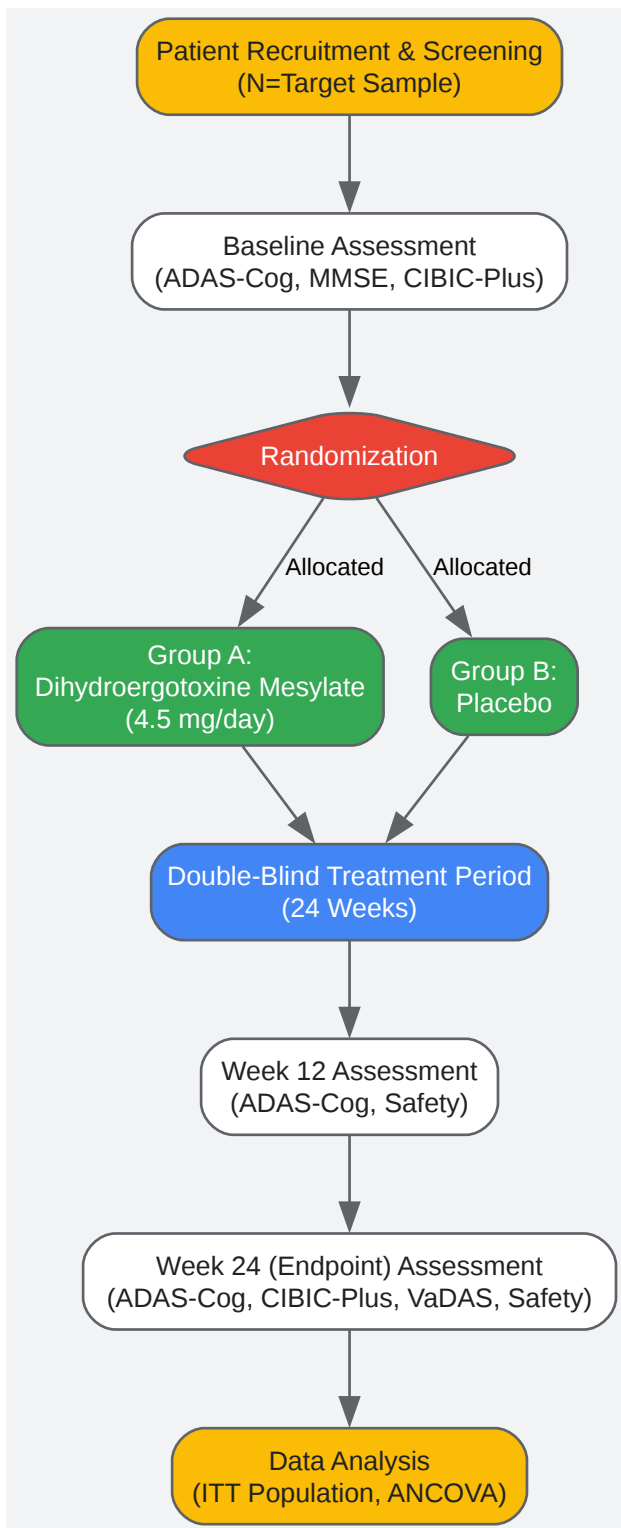 Patient Recruitment & Screening
(N=Target Sample)
Baseline Assessment
(ADAS-Cog, MMSE, CIBIC-Plus)
Randomization
Allocated
Allocated
Group A:
Dihydroergotoxine Mesylate
(4.5 mg/day)
Group B:
Placebo
Double-Blind Treatment Period
(24 Weeks)
Week 12 Assessment
(ADAS-Cog, Safety)
Week 24 (Endpoint) Assessment
(ADAS-Cog, CIBIC-Plus, VaDAS, Safety)
Data Analysis
(ITT Population, ANCOVA)